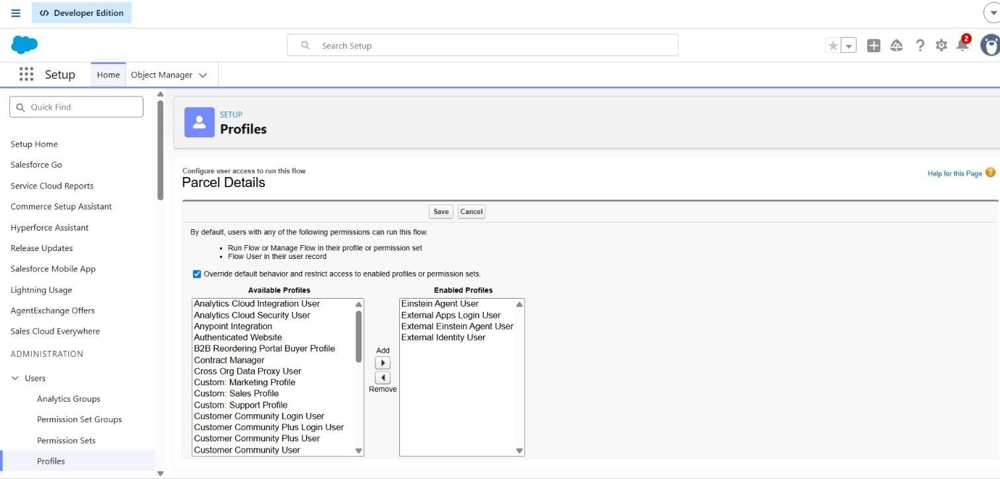 </> Developer Edition
Search Setup
2
Setup
Home
Object Manager
Quick Find
Setup Home
Salesforce Go
Service Cloud Reports
Commerce Setup Assistant
Hyperforce Assistant
Release Updates
Salesforce Mobile App
Lightning Usage
AgentExchange Offers
Sales Cloud Everywhere
ADMINISTRATION
Users
Analytics Groups
Permission Set Groups
Permission Sets
Profiles
SETUP
Profiles
Configure user access to run this flow
Parcel Details
Help for this Page ?
Save Cancel
By default, users with any of the following permissions can run this flow.
• Run Flow or Manage Flow in their profile or permission set
• Flow User in their user record
Override default behavior and restrict access to enabled profiles or permission sets.
Available Profiles
Analytics Cloud Integration User
Analytics Cloud Security User
Anypoint Integration
Authenticated Website
B2B Reordering Portal Buyer Profile
Contract Manager
Cross Org Data Proxy User
Custom: Marketing Profile
Custom: Sales Profile
Custom: Support Profile
Customer Community Login User
Customer Community Plus Login User
Customer Community Plus User
Customer Community User
Add
Remove
Enabled Profiles
Einstein Agent User
External Apps Login User
External Einstein Agent User
External Identity User